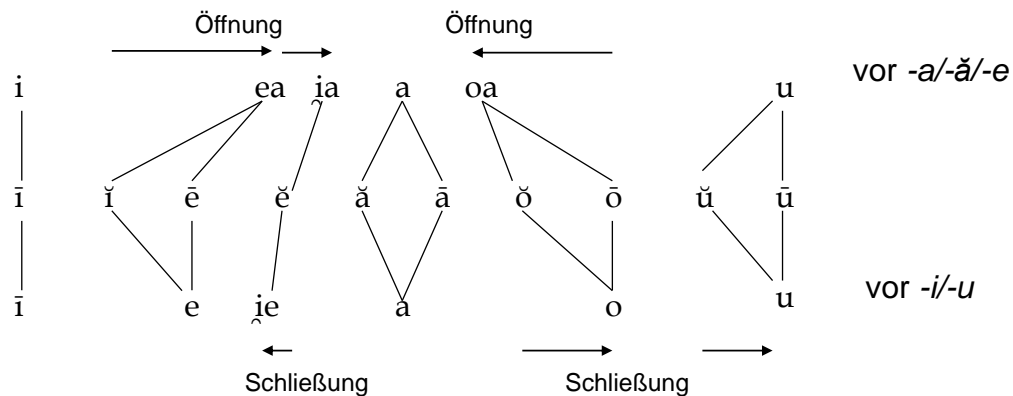 Öffnung Öffnung
i ea i̯a a oa u vor -a/-ă/-e
ī ĭ ē ĕ ă ā ŏ ō ŭ ū
ī e i̯e a o u vor -i/-u
Schließung Schließung